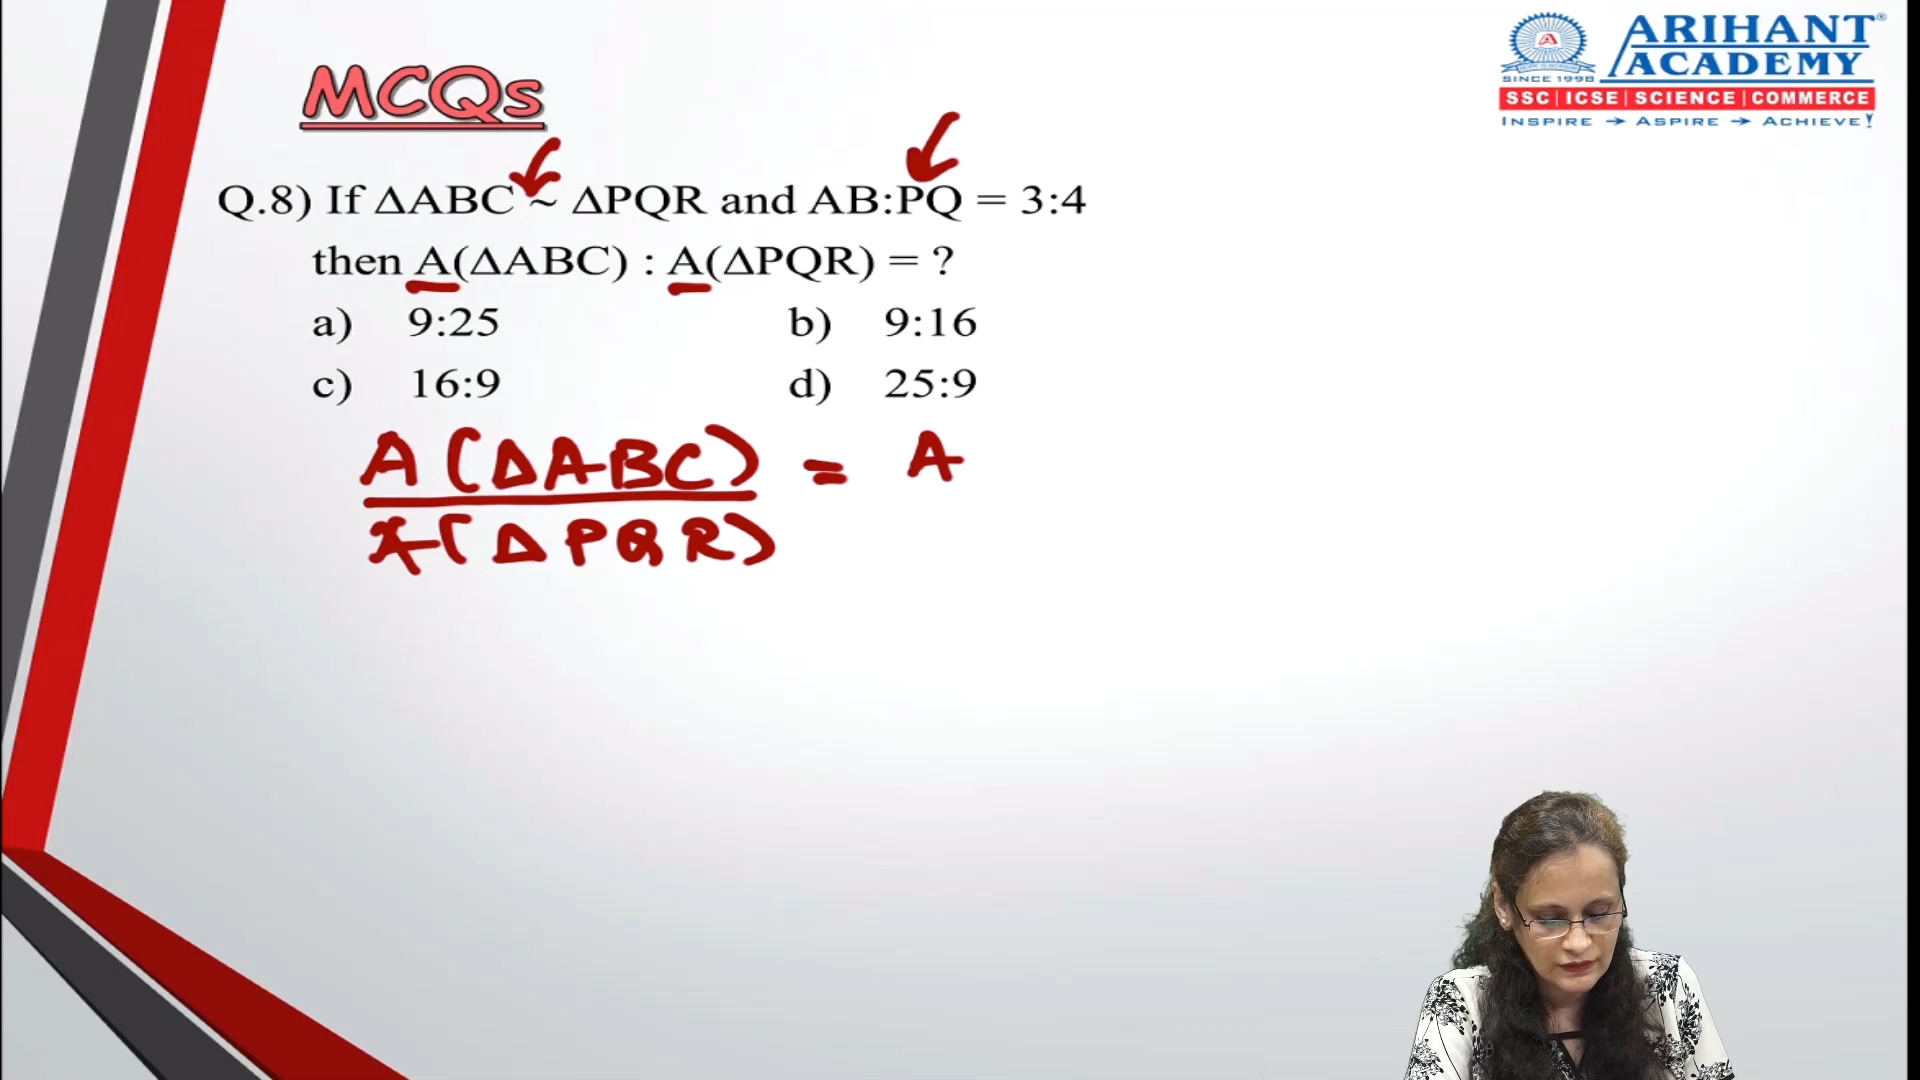 ARIHANT®
ACADEMY
SINCE 1998
SSC | ICSE | SCIENCE | COMMERCE
INSPIRE → ASPIRE → ACHIEVE!
MCQs
Q.8) If ΔABC ~ ΔPQR and AB:PQ = 3:4
then A(ΔABC) : A(ΔPQR) = ?
a) 9:25 b) 9:16
c) 16:9 d) 25:9
A (ΔABC) = A
A(ΔPQR)